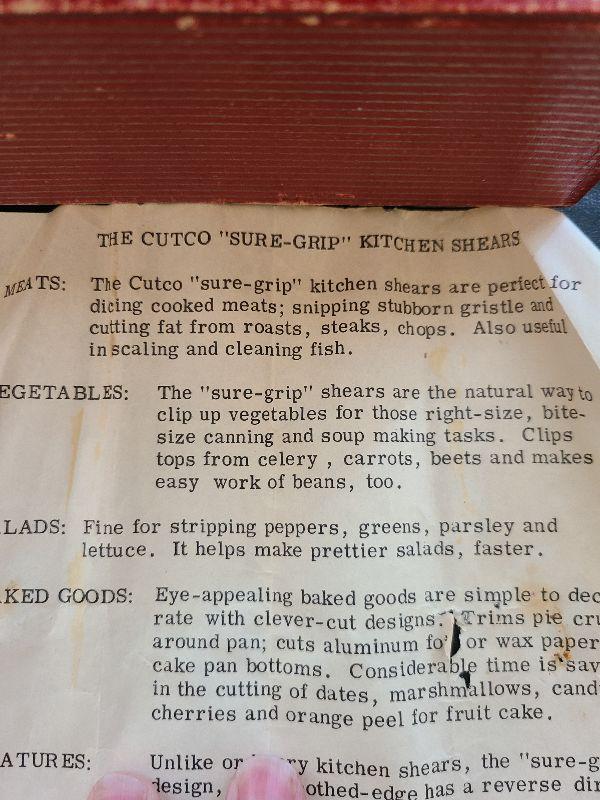 THE CUTCO "SURE-GRIP" KITCHEN SHEARS
MEATS: The Cutco "sure-grip" kitchen shears are perfect for
dicing cooked meats; snipping stubborn gristle and
cutting fat from roasts, steaks, chops. Also useful
in scaling and cleaning fish.
EGETABLES: The "sure-grip" shears are the natural way to
clip up vegetables for those right-size, bite-
size canning and soup making tasks. Clips
tops from celery , carrots, beets and makes
easy work of beans, too.
LADS: Fine for stripping peppers, greens, parsley and
lettuce. It helps make prettier salads, faster.
KED GOODS: Eye-appealing baked goods are simple to dec
rate with clever-cut designs. Trims pie cru
around pan; cuts aluminum fo or wax paper
cake pan bottoms. Considerable time is sav
in the cutting of dates, marshmallows, cand
cherries and orange peel for fruit cake.
ATURES: Unlike or ry kitchen shears, the "sure-g
design, othed-edge has a reverse dir